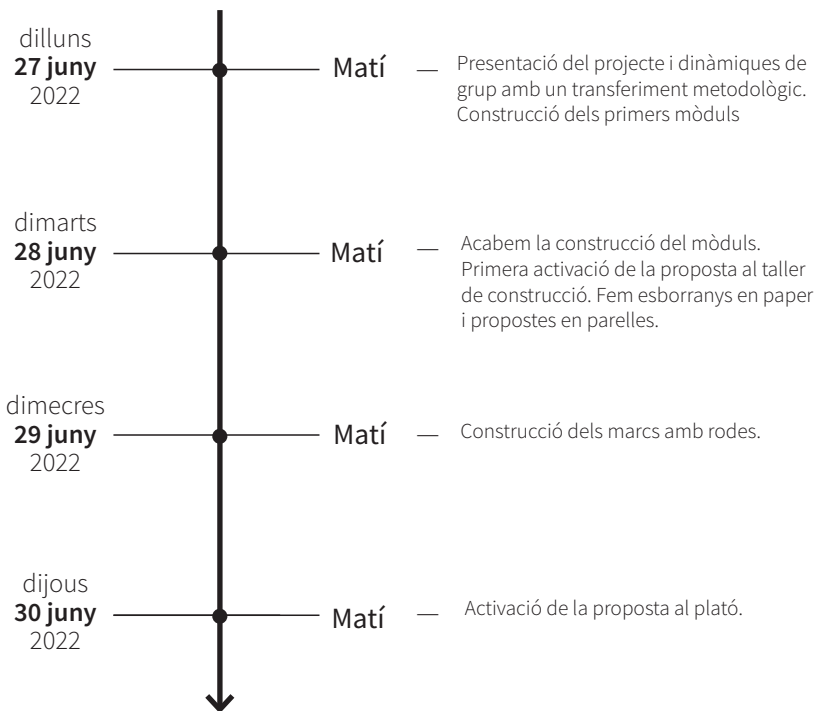 dilluns
27 juny
2022
Matí
—
Presentació del projecte i dinàmiques de
grup amb un transferiment metodològic.
Construcció dels primers mòduls
dimarts
28 juny
2022
Matí
—
Acabem la construcció del mòduls.
Primera activació de la proposta al taller
de construcció. Fem esborranys en paper
i propostes en parelles.
dimecres
29 juny
2022
Matí
—
Construcció dels marcs amb rodes.
dijous
30 juny
2022
Matí
—
Activació de la proposta al plató.